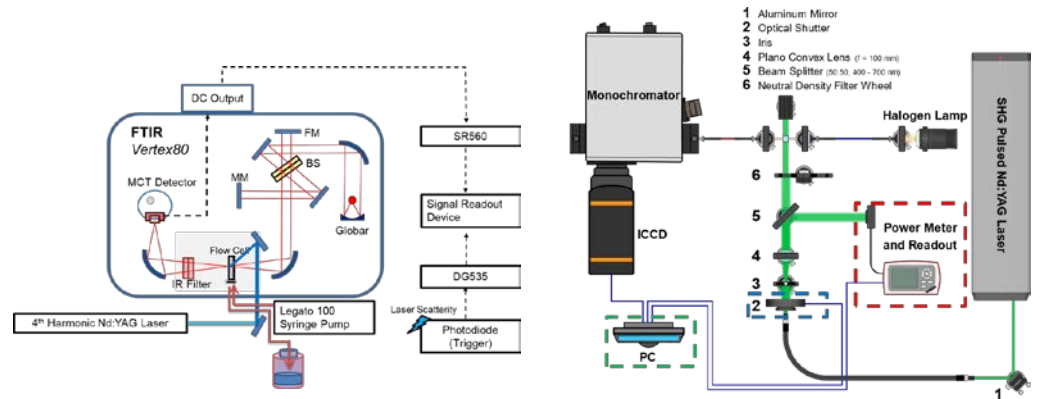 DC Output
FTIR
Vertex80
MCT Detector
FM
BS
MM
Globar
Flow Cell
IR Filter
4th Harmonic Nd:YAG Laser
Legato 100
Syringe Pump
SR560
Signal Readout
Device
DG535
Laser Scatterity
Photodiode
(Trigger)
1 Aluminum Mirror
2 Optical Shutter
3 Iris
4 Plano Convex Lens (f = 100 mm)
5 Beam Splitter (50:50, 400 - 700 nm)
6 Neutral Density Filter Wheel
Monochromator
Halogen Lamp
SHG Pulsed Nd:YAG Laser
6
5
4
3
2
ICCD
Power Meter
and Readout
PC
1